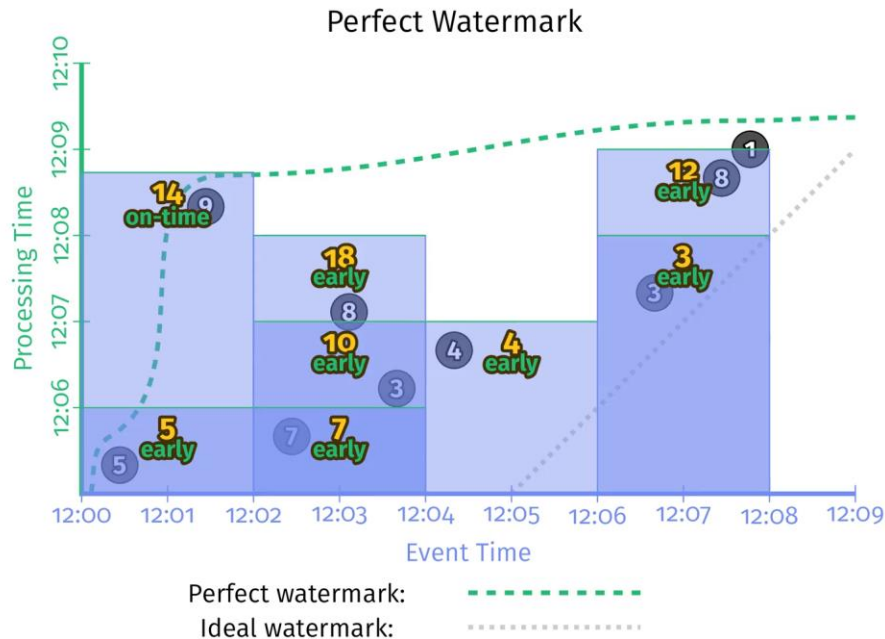 Perfect Watermark
12:10
12:09
12:08
12:07
12:06
Processing Time
1
12
early
8
14
on-time
9
18
early
8
3
early
3
10
early
3
4
4
early
5
early
5
7
early
7
12:00 12:01 12:02 12:03 12:04 12:05 12:06 12:07 12:08 12:09
Event Time
Perfect watermark:
Ideal watermark: